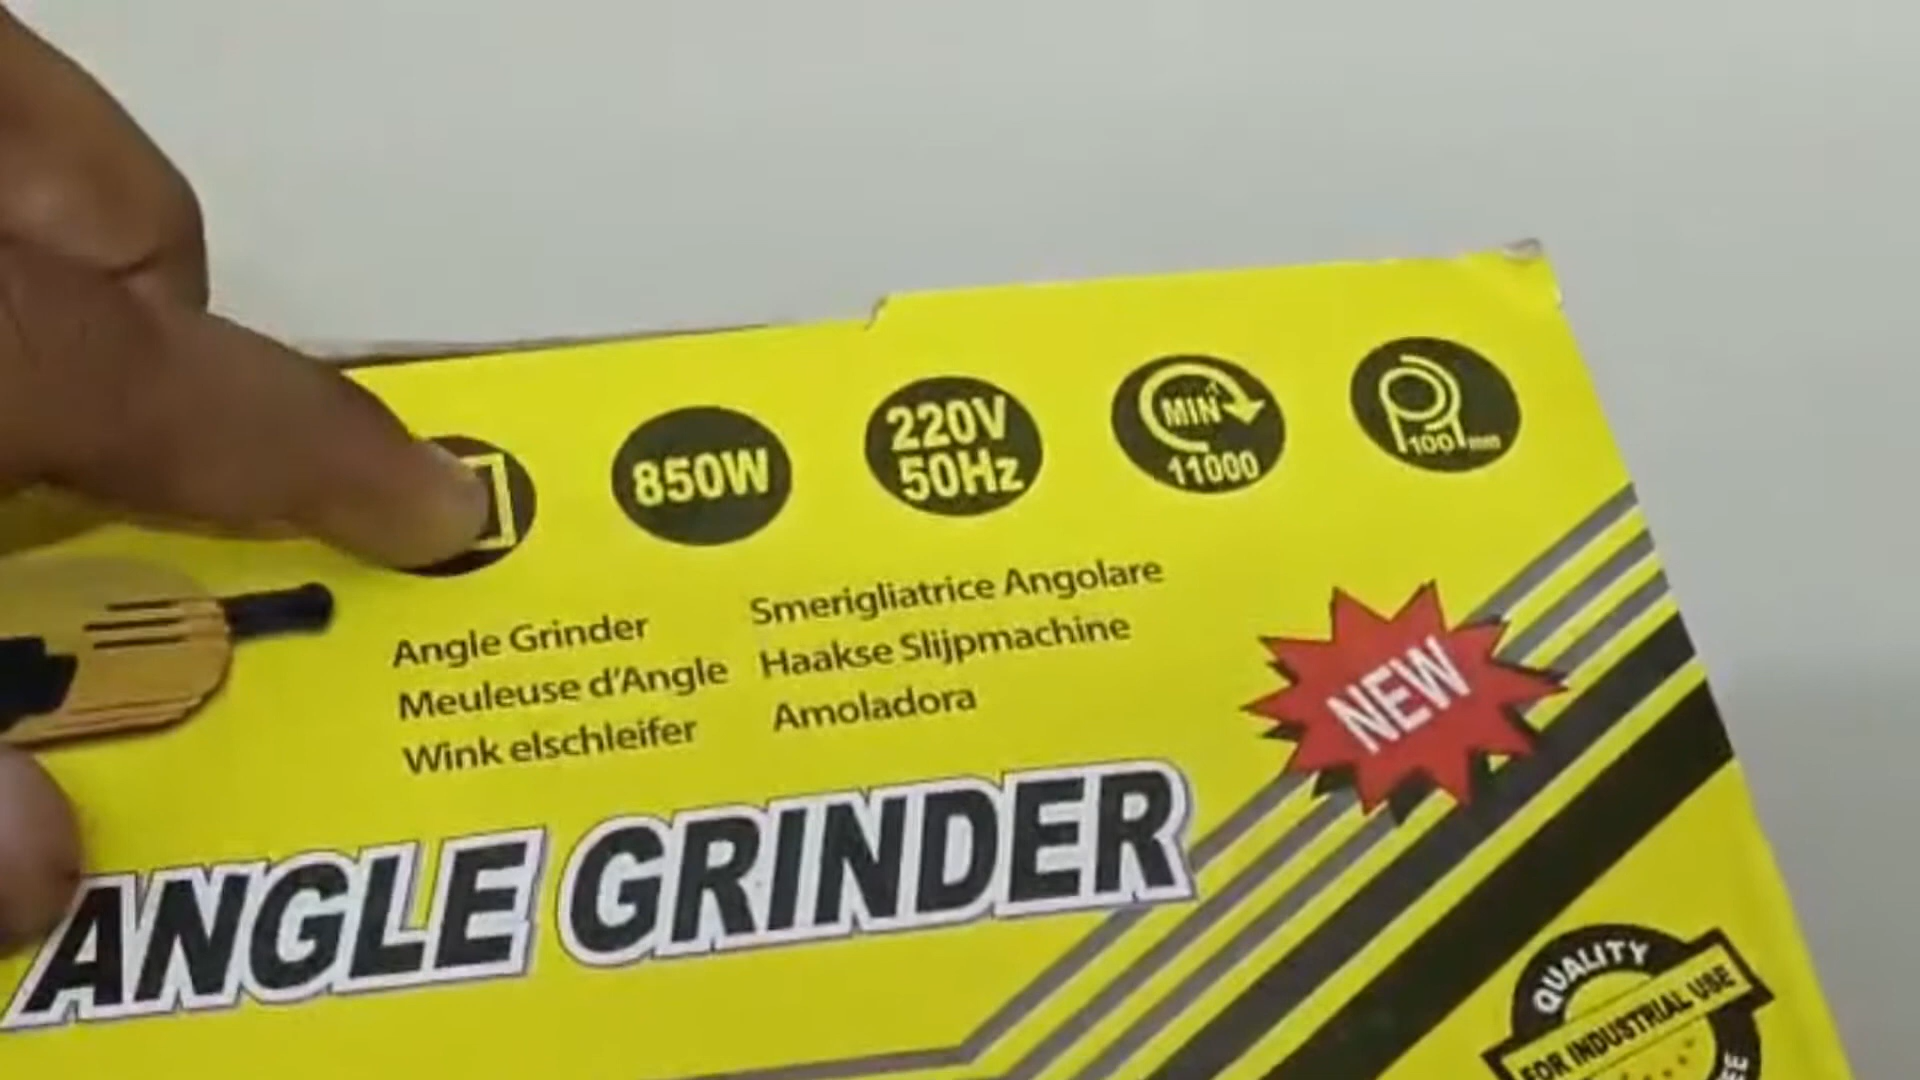 850W
220V
50Hz
MIN
11000
100mm
Angle Grinder
Meuleuse d'Angle
Wink elschleifer
Smerigliatrice Angolare
Haakse Slijpmachine
Amoladora
NEW
ANGLE GRINDER
QUALITY
FOR INDUSTRIAL USE